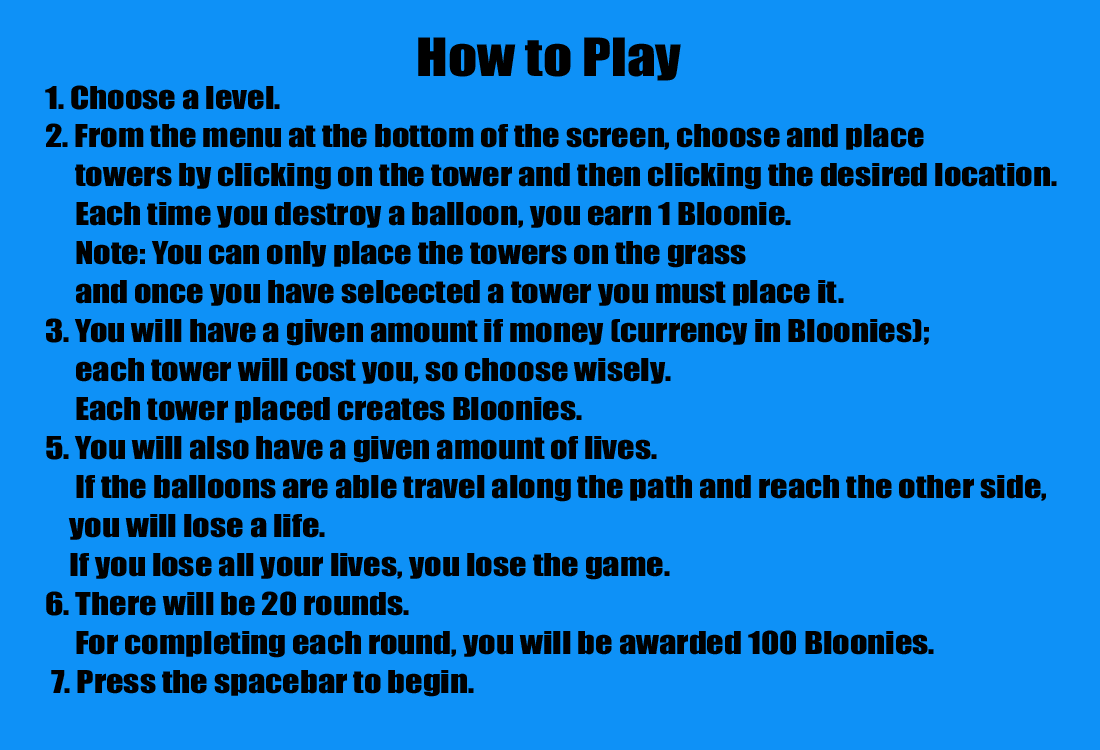 How to Play
1. Choose a level.
2. From the menu at the bottom of the screen, choose and place
towers by clicking on the tower and then clicking the desired location.
Each time you destroy a balloon, you earn 1 Bloonie.
Note: You can only place the towers on the grass
and once you have selcected a tower you must place it.
3. You will have a given amount if money (currency in Bloonies);
each tower will cost you, so choose wisely.
Each tower placed creates Bloonies.
5. You will also have a given amount of lives.
If the balloons are able travel along the path and reach the other side,
you will lose a life.
If you lose all your lives, you lose the game.
6. There will be 20 rounds.
For completing each round, you will be awarded 100 Bloonies.
7. Press the spacebar to begin.